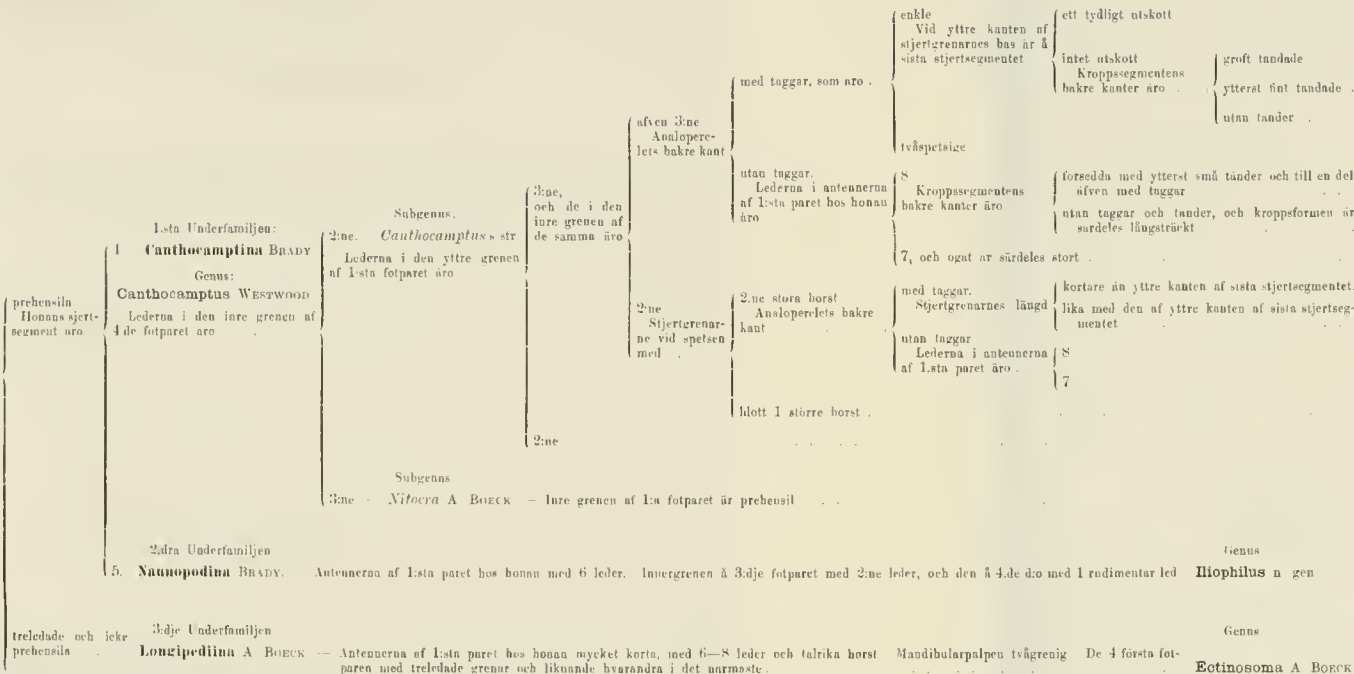 prehensila
Honans sjert-
segment äro
treledade och icke
prehensila .
1.sta Underfamiljen:
4 Canthocamptina BRADY
Genus:
Canthocamptus WESTWOOD
Lederna i den inre grenen af
4 de fotparet äro .
Subgenus.
2:ne. Canthocamptus s str
Lederna i den yttre grenen
af 1:sta fotparet äro
3:ne,
och de i den
inre grenen af
de samma äro
äfven 3:ne
Analoperc-
lets bakre kant
med taggar, som äro .
enkle
Vid yttre kanten af
stjertgrenarnes bas är å
sista stjertsegmentet
ett tydligt utskott
intet utskott
Kroppssegmentens
bakre kanter äro .
groft tandade
ytterst fint tandade .
utan tänder .
tvåspetsige
utan taggar.
Lederna i antennerna
af 1:sta paret hos honan
äro
8
Kroppssegmentens
bakre kanter äro
försedda med ytterst små tänder och till en del
äfven med taggar . .
utan taggar och tänder, och kroppsformen är
särdeles långsträckt .
7, och ögat är särdeles stort .
2:ne
Stjertgrenar-
ne vid spetsen
med .
2.ne stora borst
Analoperclets bakre
kant
med taggar.
Stjertgrenarnes längd
kortare än yttre kanten af sista stjertsegmentet.
lika med den af yttre kanten af sista stjertseg-
mentet
utan taggar
Lederna i antennerna
af 1.sta paret äro .
8
7
blott 1 större borst .
2:ne
Subgenus
3:ne - Nitocra A BOECK — Inre grenen af 1:a fotparet är prehensil . .
2.dra Underfamiljen Genus
5. Nannopodina BRADY. Antennerna af 1:sta paret hos honan med 6 leder. Innergrenen å 3:dje fotparet med 2:ne leder, och den å 4.de d:o med 1 rudimentär led Iliophilus n gen
3:dje Underfamiljen Genus
Longipediina A BOECK — Antennerna af 1:sta paret hos honan mycket korta, med 6—8 leder och talrika borst Mandibularpalpen tvågrenig De 4 första fot-
paren med treledade grenar och liknande hvarandra i det närmaste . Ectinosoma A BOECK